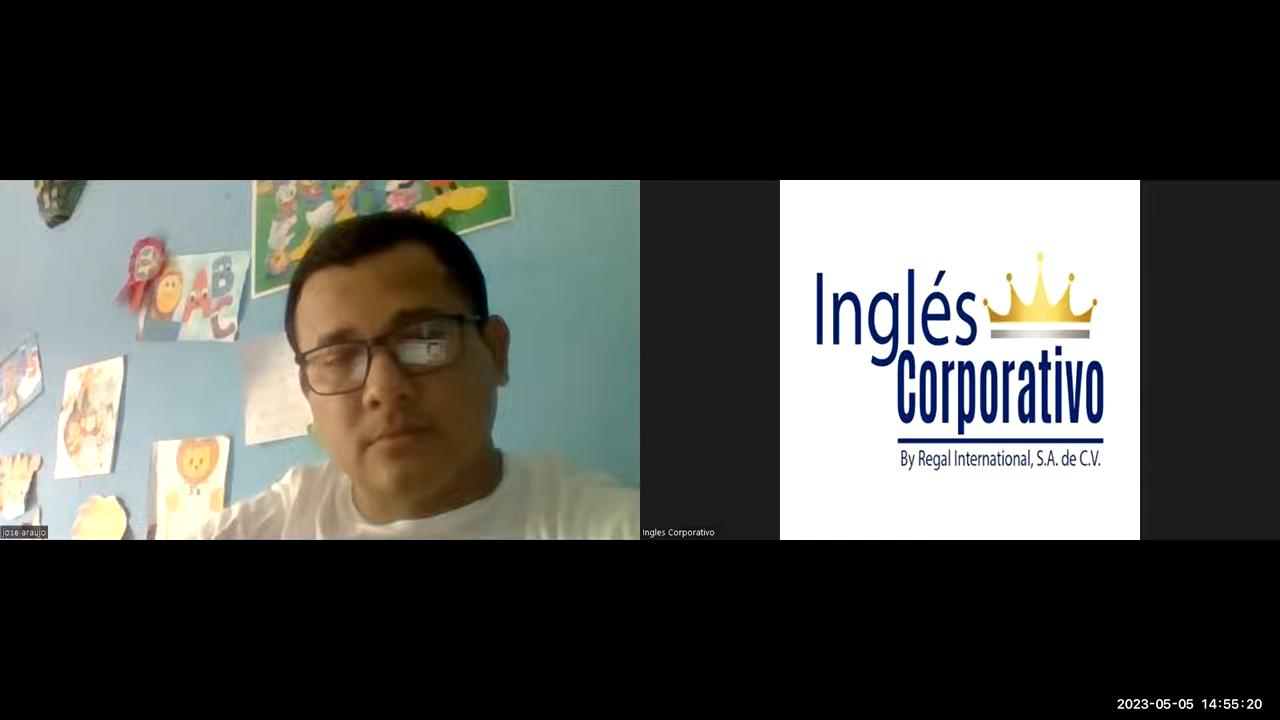 A
B
C
jose araujo
Inglés
Corporativo
By Regal International, S.A. de C.V.
Ingles Corporativo
2023-05-05 14:55:20